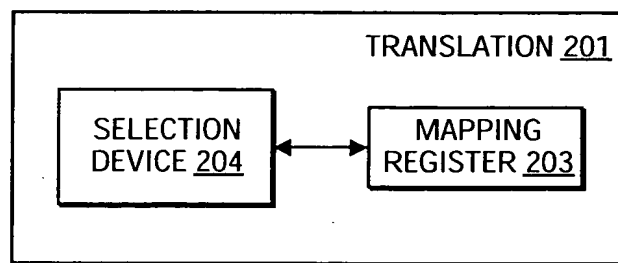 TRANSLATION 201
SELECTION
DEVICE 204
MAPPING
REGISTER 203